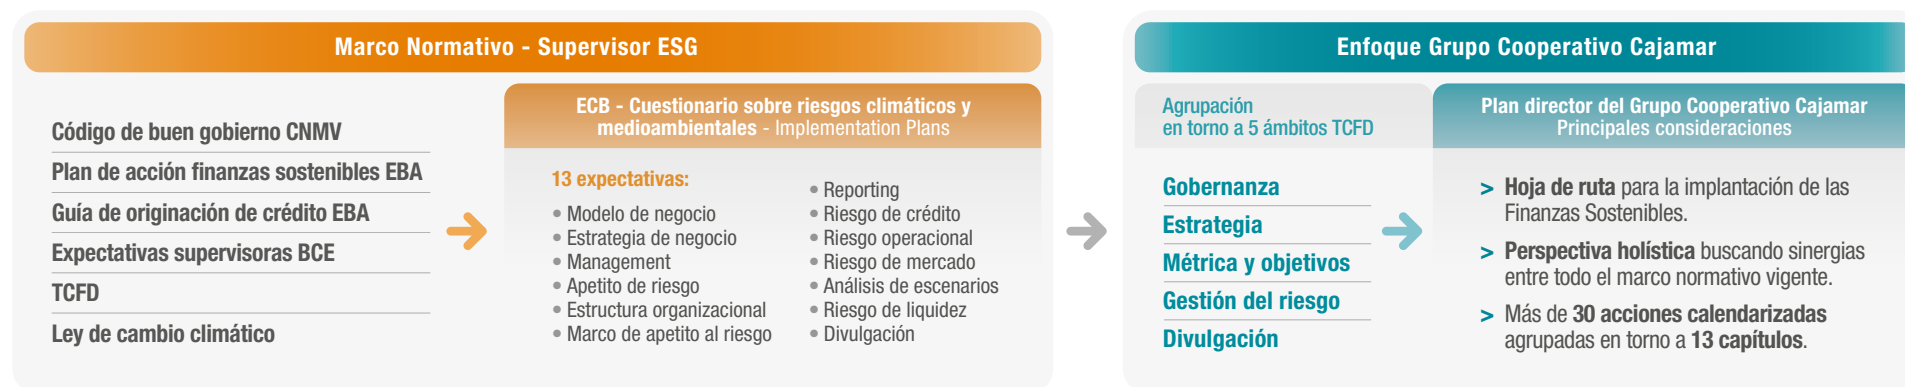 Marco Normativo - Supervisor ESG
Código de buen gobierno CNMV
Plan de acción finanzas sostenibles EBA
Guía de originación de crédito EBA
Expectativas supervisoras BCE
TCFD
Ley de cambio climático
ECB - Cuestionario sobre riesgos climáticos y
medioambientales - Implementation Plans
13 expectativas:
• Modelo de negocio
• Estrategia de negocio
• Management
• Apetito de riesgo
• Estructura organizacional
• Marco de apetito al riesgo
• Reporting
• Riesgo de crédito
• Riesgo operacional
• Riesgo de mercado
• Análisis de escenarios
• Riesgo de liquidez
• Divulgación
Enfoque Grupo Cooperativo Cajamar
Agrupación
en torno a 5 ámbitos TCFD
Gobernanza
Estrategia
Métrica y objetivos
Gestión del riesgo
Divulgación
Plan director del Grupo Cooperativo Cajamar
Principales consideraciones
> Hoja de ruta para la implantación de las
Finanzas Sostenibles.
> Perspectiva holística buscando sinergias
entre todo el marco normativo vigente.
> Más de 30 acciones calendarizadas
agrupadas en torno a 13 capítulos.